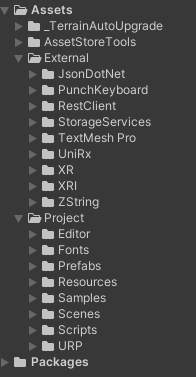 Assets
_TerrainAutoUpgrade
AssetStoreTools
External
JsonDotNet
PunchKeyboard
RestClient
StorageServices
TextMesh Pro
UniRx
XR
XRI
ZString
Project
Editor
Fonts
Prefabs
Resources
Samples
Scenes
Scripts
URP
Packages